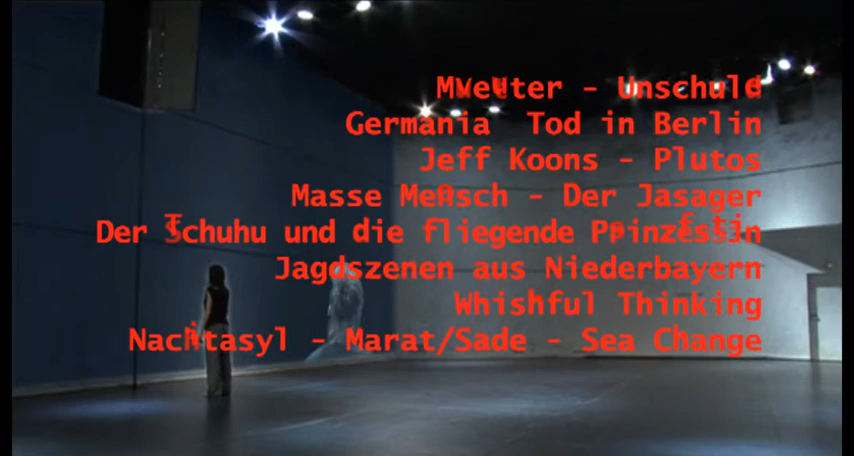 - Unschuld
Germania Tod in Berlin
Jeff Koons - Plutos
Masse Mensch - Der Jasager
Der Schuhu und die fliegende Prinzessin
Jagdszenen aus Niederbayern
Whishful Thinking
Nachtasyl - Marat/Sade - Sea Change